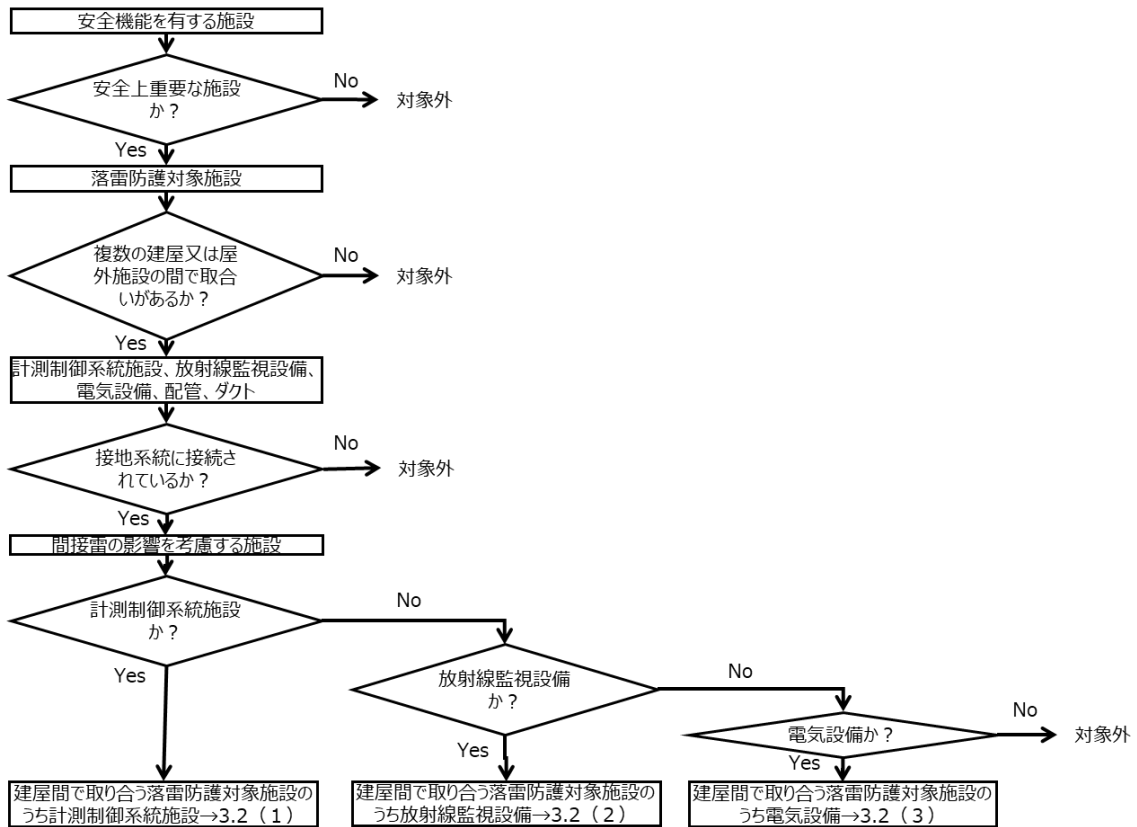 安全機能を有する施設
安全上重要な施設
か？
No
対象外
Yes
落雷防護対象施設
複数の建屋又は屋
外施設の間で取合
いがあるか？
No
対象外
Yes
計測制御系統施設、放射線監視設備、
電気設備、配管、ダクト
接地系統に接続さ
れているか？
No
対象外
Yes
間接雷の影響を考慮する施設
計測制御系統施設
か？
No
Yes
放射線監視設備
か？
No
Yes
電気設備か？
No
対象外
Yes
建屋間で取り合う落雷防護対象施設の
うち計測制御系統施設→3.2（１）
建屋間で取り合う落雷防護対象施設の
うち放射線監視設備→3.2（２）
建屋間で取り合う落雷防護対象施設の
うち電気設備→3.2（３）